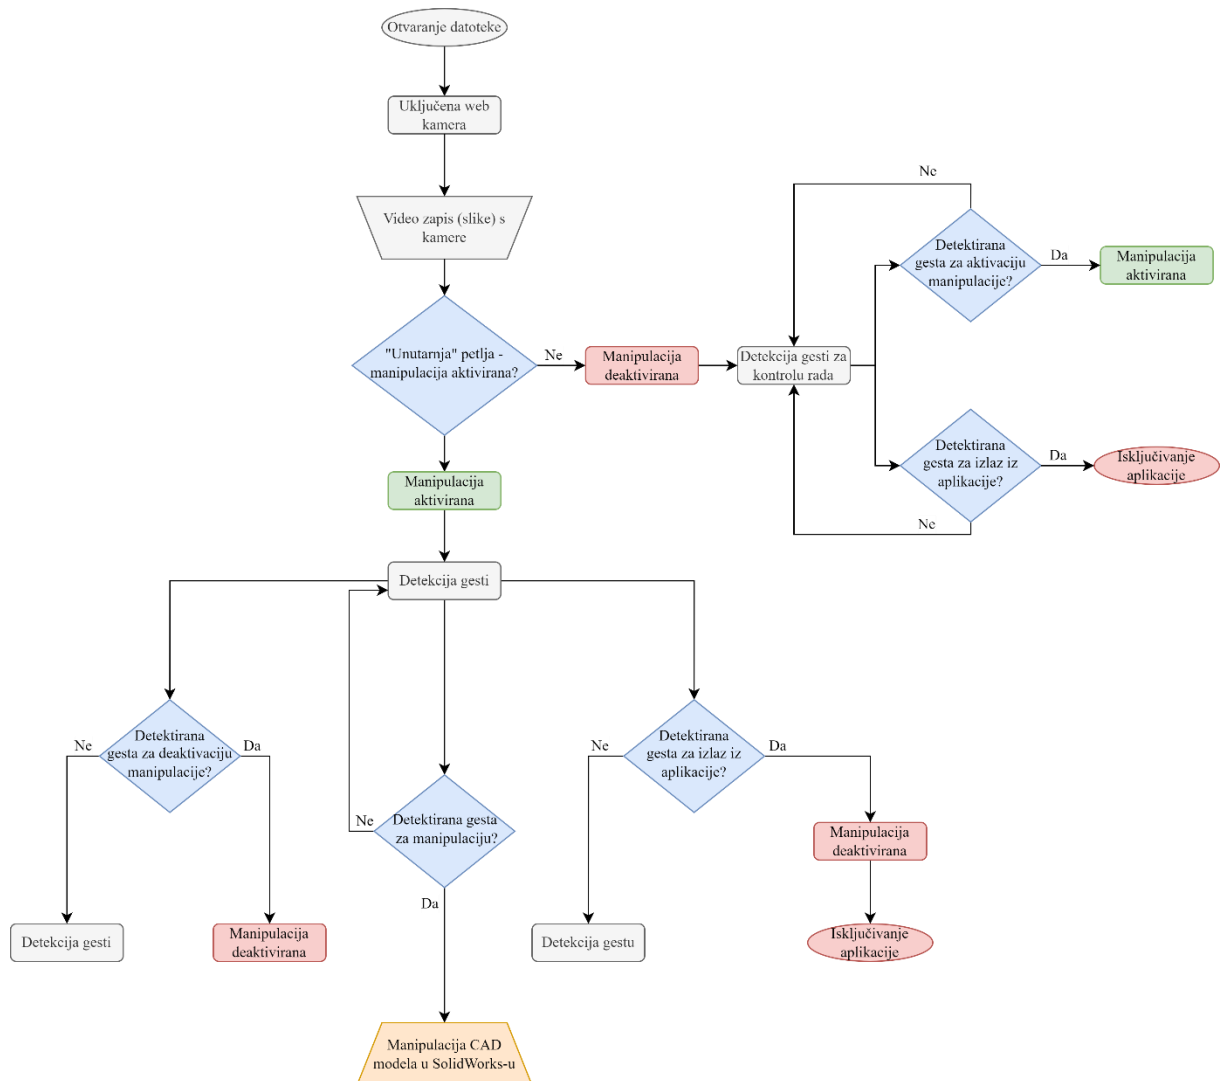 Otvaranje datoteke
Uključena web
kamera
Video zapis (slike) s
kamere
"Unutarnja" petlja -
manipulacija aktivirana?
Ne
Manipulacija
deaktivirana
Detekcija gesti za
kontrolu rada
Ne
Detektirana
gesta za aktivaciju
manipulacije?
Da
Manipulacija
aktivirana
Detektirana
gesta za izlaz iz
aplikacije?
Da
Isključivanje
aplikacije
Ne
Manipulacija
aktivirana
Detekcija gesti
Detektirana
gesta za deaktivaciju
manipulacije?
Ne
Da
Detekcija gesti
Manipulacija
deaktivirana
Detektirana gesta
za manipulaciju?
Ne
Da
Manipulacija CAD
modela u SolidWorks-u
Detektirana
gesta za izlaz iz
aplikacije?
Ne
Da
Detekcija gestu
Manipulacija
deaktivirana
Isključivanje
aplikacije